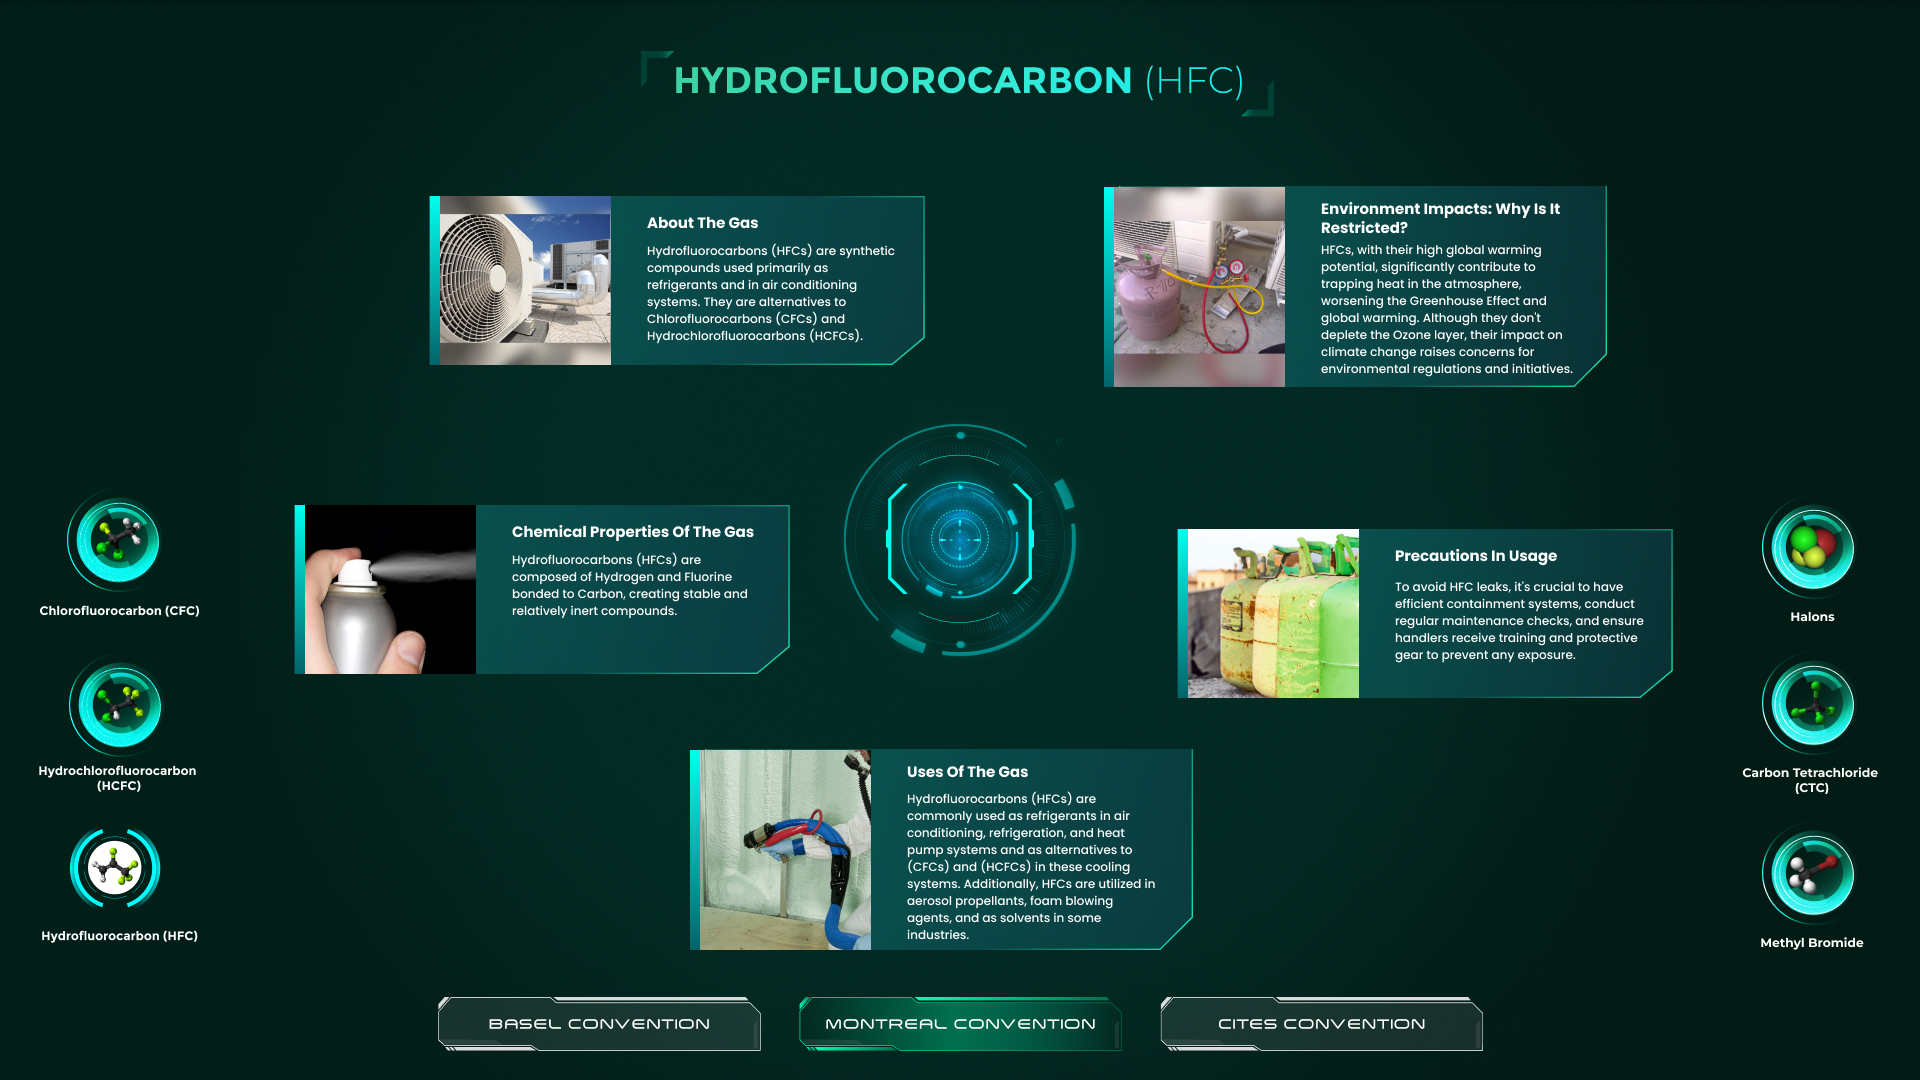 HYDROFLUOROCARBON (HFC)
About The Gas
Hydrofluorocarbons (HFCs) are synthetic
compounds used primarily as
refrigerants and in air conditioning
systems. They are alternatives to
Chlorofluorocarbons (CFCs) and
Hydrochlorofluorocarbons (HCFCs).
Environment Impacts: Why Is It
Restricted?
HFCs, with their high global warming
potential, significantly contribute to
trapping heat in the atmosphere,
worsening the Greenhouse Effect and
global warming. Although they don't
deplete the Ozone layer, their impact on
climate change raises concerns for
environmental regulations and initiatives.
Chemical Properties Of The Gas
Hydrofluorocarbons (HFCs) are
composed of Hydrogen and Fluorine
bonded to Carbon, creating stable and
relatively inert compounds.
Precautions In Usage
To avoid HFC leaks, it's crucial to have
efficient containment systems, conduct
regular maintenance checks, and ensure
handlers receive training and protective
gear to prevent any exposure.
Uses Of The Gas
Hydrofluorocarbons (HFCs) are
commonly used as refrigerants in air
conditioning, refrigeration, and heat
pump systems and as alternatives to
(CFCs) and (HCFCs) in these cooling
systems. Additionally, HFCs are utilized in
aerosol propellants, foam blowing
agents, and as solvents in some
industries.
Chlorofluorocarbon (CFC)
Hydrochlorofluorocarbon
(HCFC)
Hydrofluorocarbon (HFC)
Halons
Carbon Tetrachloride
(CTC)
Methyl Bromide
BASEL CONVENTION
MONTREAL CONVENTION
CITES CONVENTION